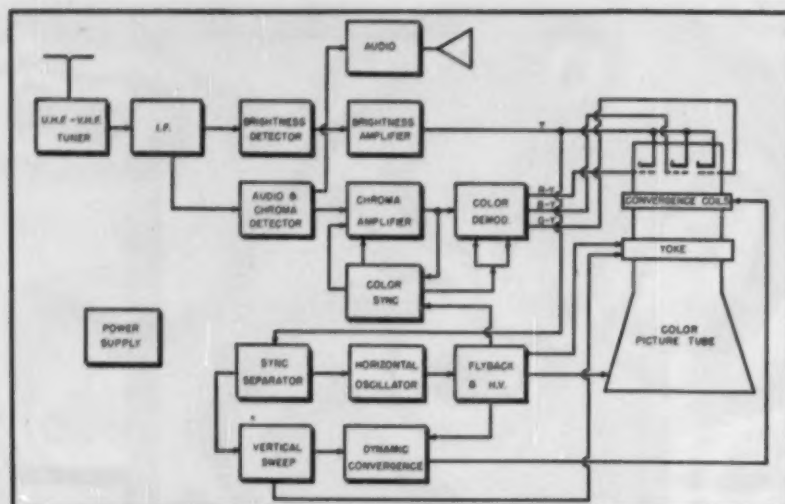 AUDIO
U.H.F.-V.H.F.
TUNER
I.F.
BRIGHTNESS
DETECTOR
BRIGHTNESS
AMPLIFIER
Y
AUDIO &
CHROMA
DETECTOR
CHROMA
AMPLIFIER
COLOR
DEMOD.
R-Y
B-Y
G-Y
CONVERGENCE COILS
YOKE
COLOR
SYNC
POWER
SUPPLY
COLOR
PICTURE TUBE
SYNC
SEPARATOR
HORIZONTAL
OSCILLATOR
FLYBACK
& H.V.
VERTICAL
SWEEP
DYNAMIC
CONVERGENCE